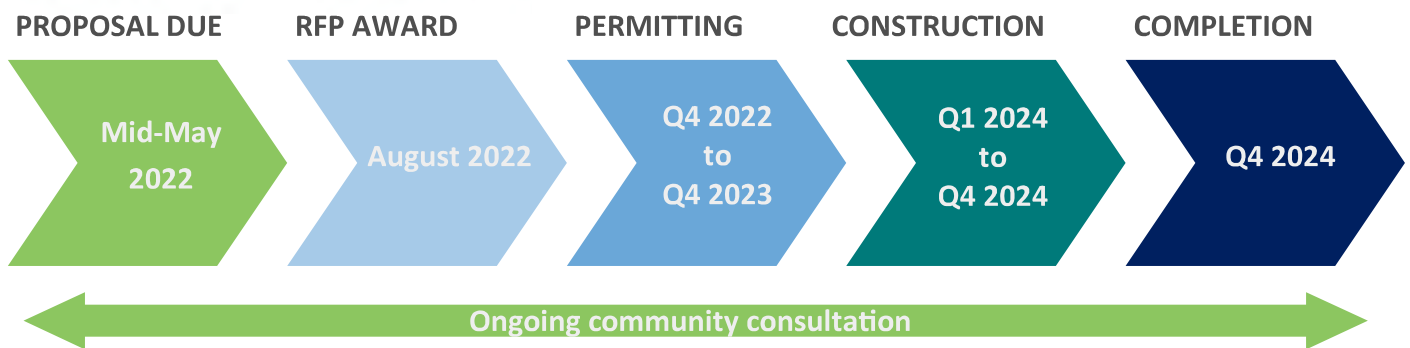 PROPOSAL DUE
RFP AWARD
PERMITTING
CONSTRUCTION
COMPLETION
Mid-May
2022
August 2022
Q4 2022
to
Q4 2023
Q1 2024
to
Q4 2024
Q4 2024
Ongoing community consultation